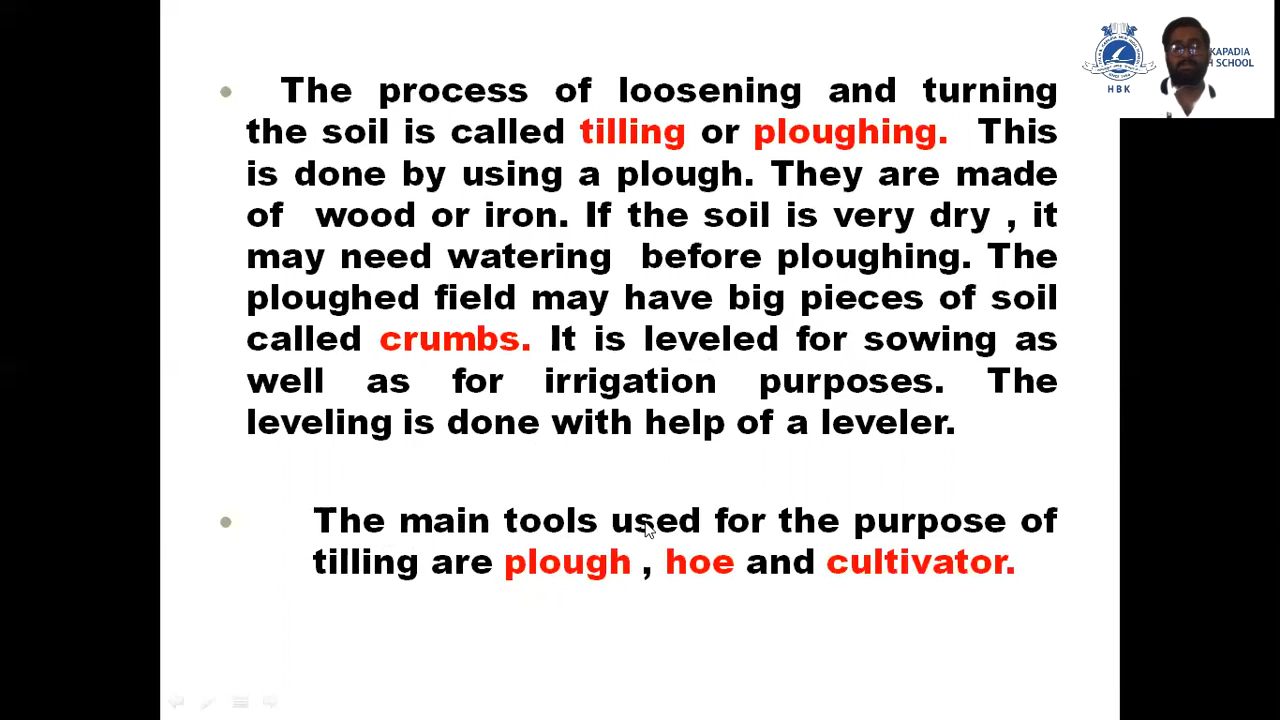 KAPADIA
H SCHOOL
HBK
The process of loosening and turning
the soil is called tilling or ploughing. This
is done by using a plough. They are made
of wood or iron. If the soil is very dry , it
may need watering before ploughing. The
ploughed field may have big pieces of soil
called crumbs. It is leveled for sowing as
well as for irrigation purposes. The
leveling is done with help of a leveler.
The main tools used for the purpose of
tilling are plough , hoe and cultivator.